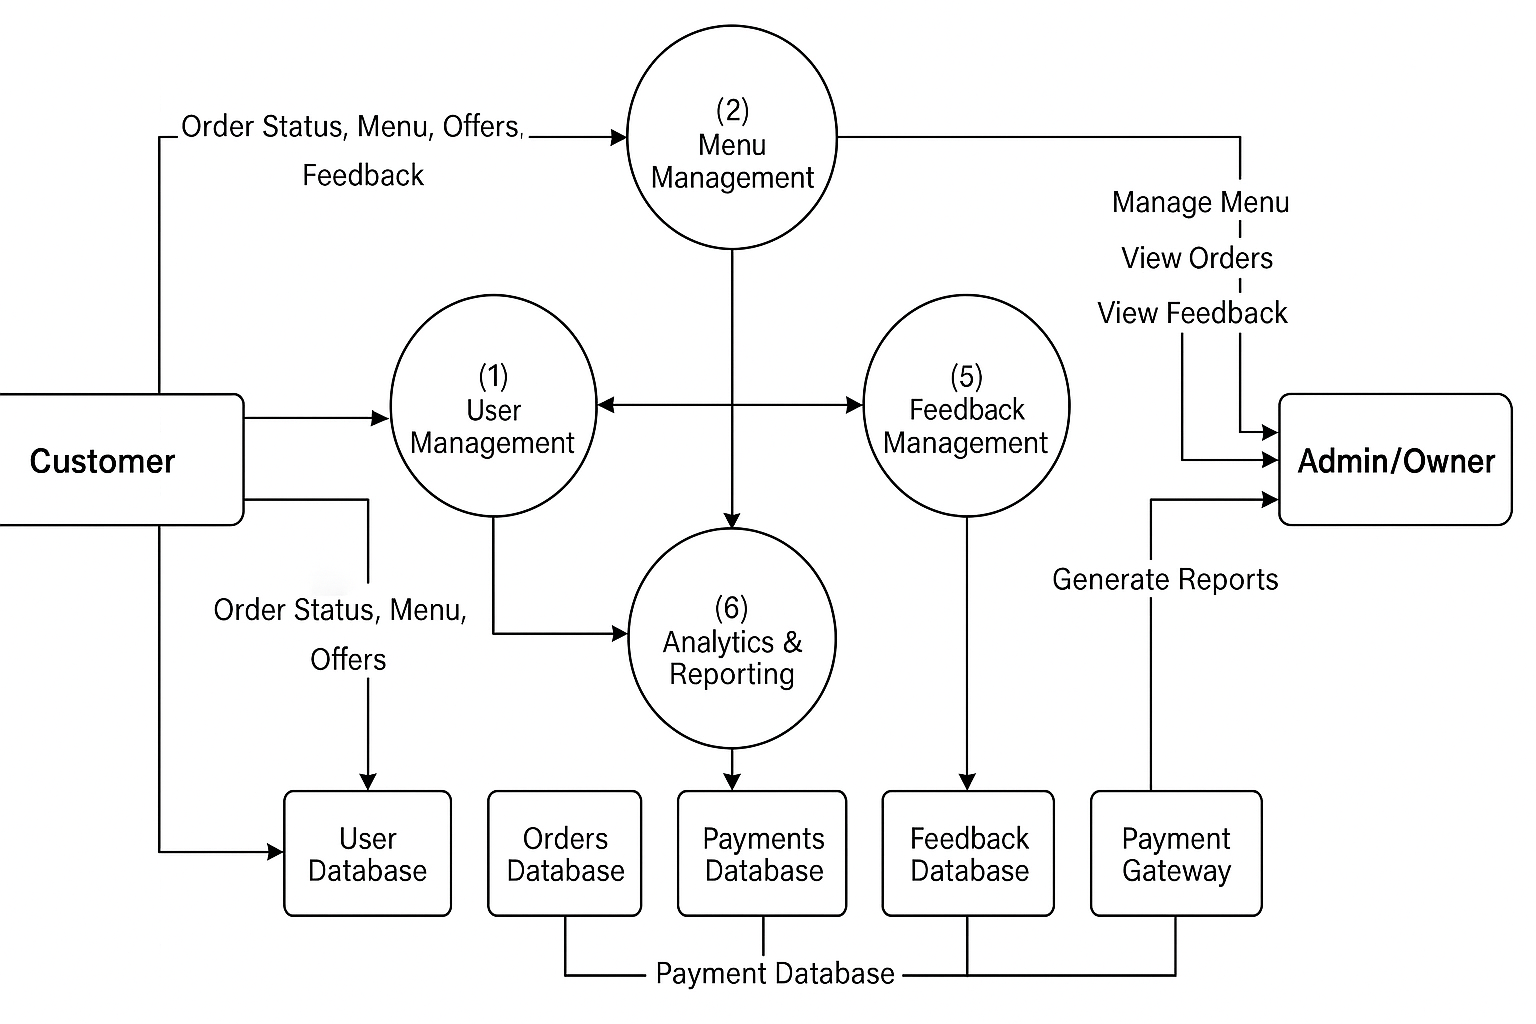 (2)
Menu
Management
Order Status, Menu, Offers,
Feedback
Manage Menu
View Orders
View Feedback
(1)
User
Management
(5)
Feedback
Management
Customer
Admin/Owner
Order Status, Menu,
Offers
(6)
Analytics &
Reporting
Generate Reports
User
Database
Orders
Database
Payments
Database
Feedback
Database
Payment
Gateway
Payment Database